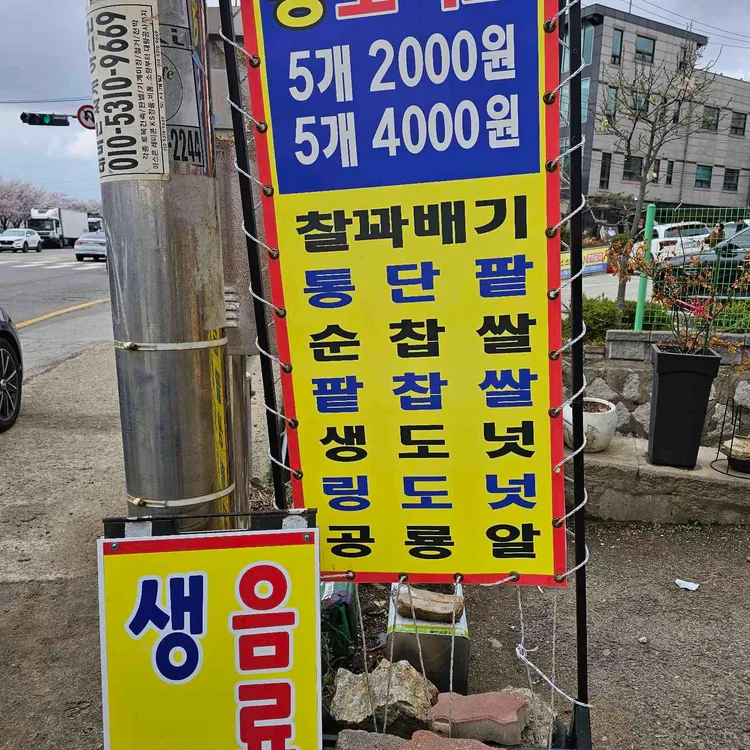 5개 2000원
5개 4000원
찰꽈배기
통단팥
순찹쌀
팥찹쌀
생도넛
링도넛
공룡알
생
음료
010-5310-9669
2244